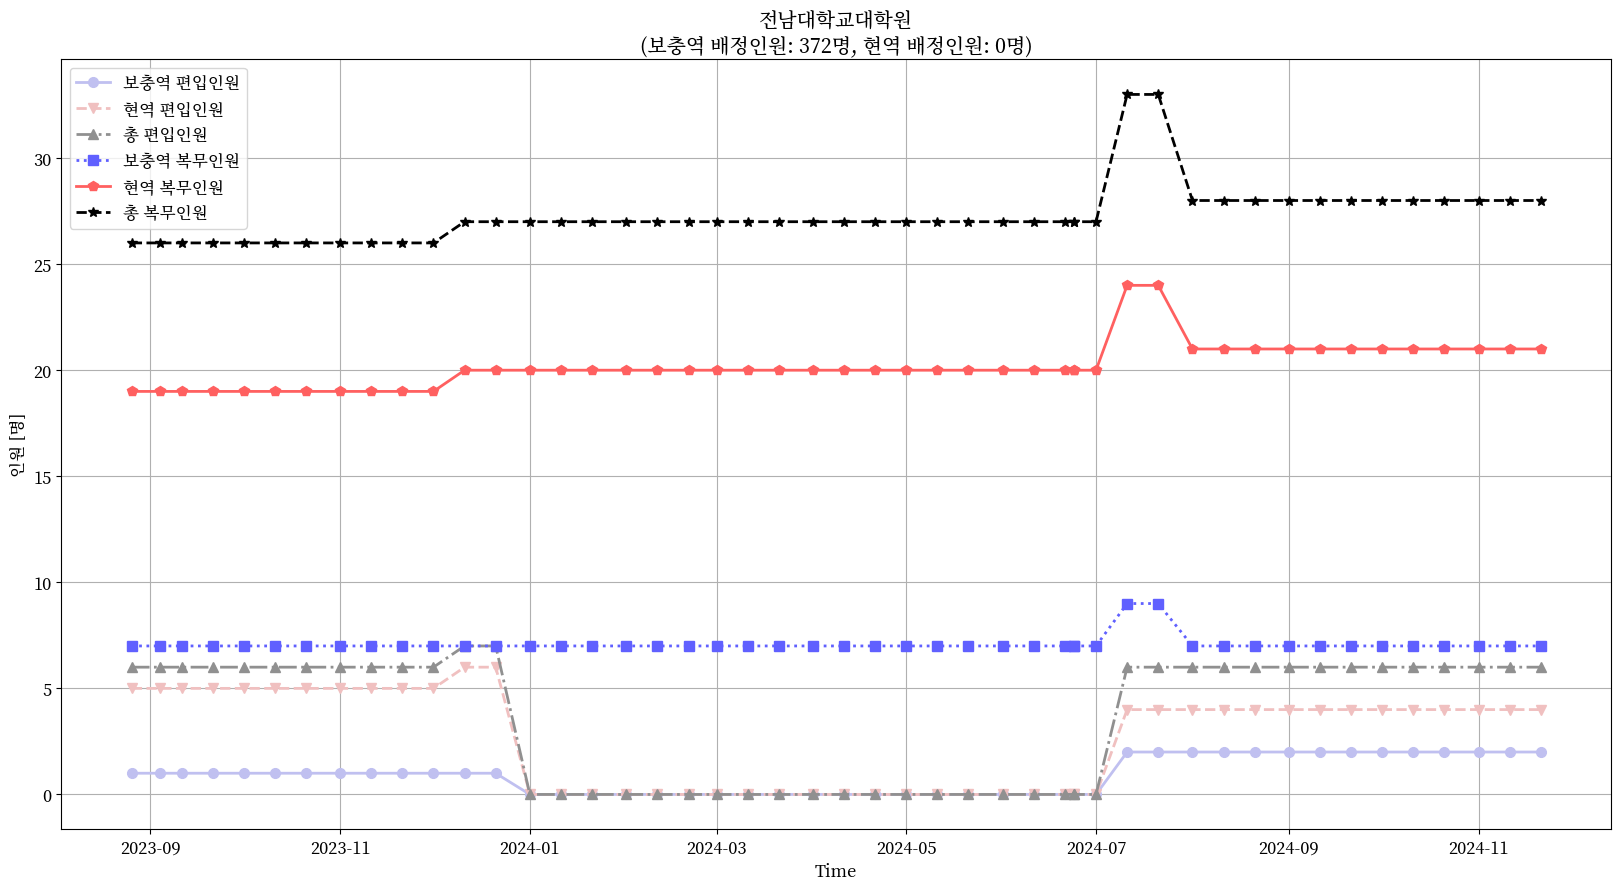 전남대학교대학원
(보충역 배정인원: 372명, 현역 배정인원: 0명)
보충역 편입인원
현역 편입인원
총 편입인원
보충역 복무인원
현역 복무인원
총 복무인원
30
25
20
15
10
5
0
인원 [명]
2023-09
2023-11
2024-01
2024-03
2024-05
2024-07
2024-09
2024-11
Time